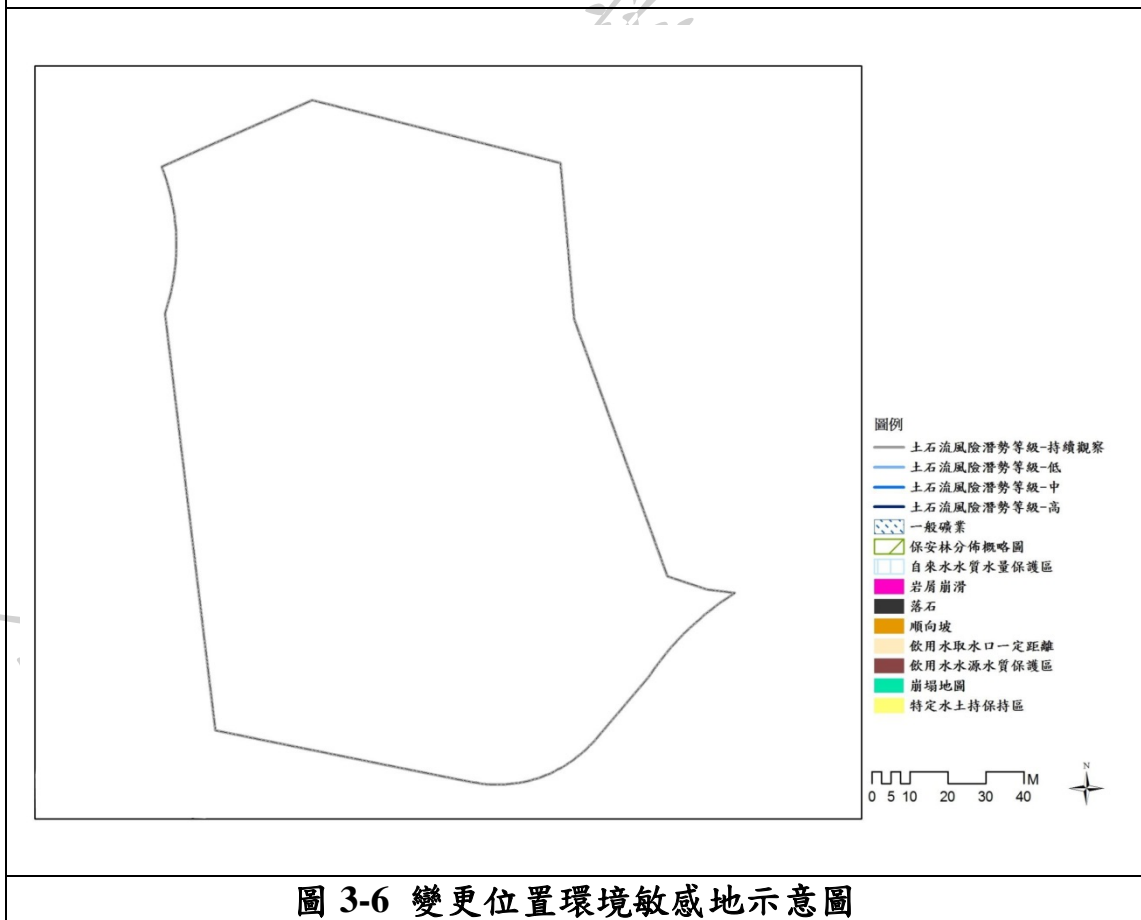 圖例
土石流風險潛勢等級-持續觀察
土石流風險潛勢等級-低
土石流風險潛勢等級-中
土石流風險潛勢等級-高
一般礦業
保安林分佈概略圖
自來水水質水量保護區
岩屑崩滑
落石
順向坡
飲用水取水口一定距離
飲用水水源水質保護區
崩塌地圖
特定水土持保持區
M
0 5 10 20 30 40
N
圖 3-6 變更位置環境敏感地示意圖